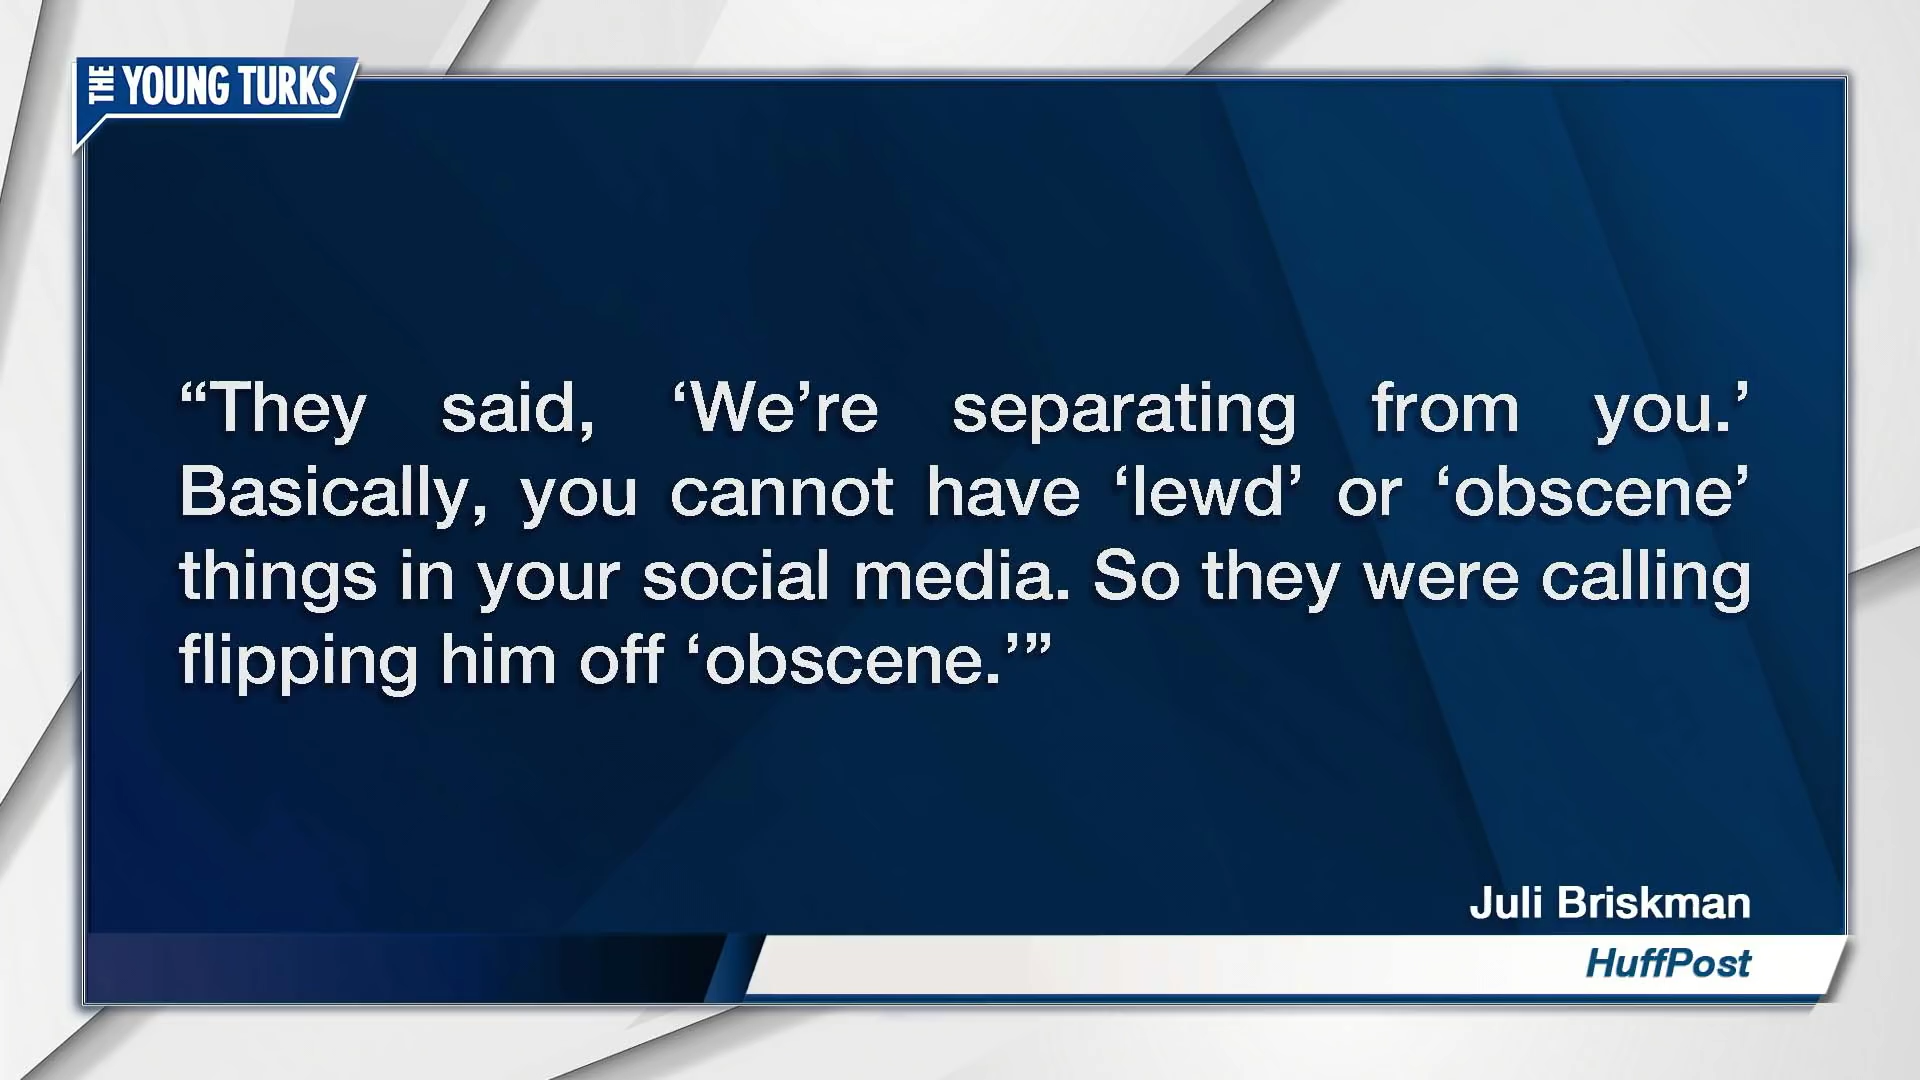 THE YOUNG TURKS
“They said, ‘We’re separating from you.’
Basically, you cannot have ‘lewd’ or ‘obscene’
things in your social media. So they were calling
flipping him off ‘obscene.’”
Juli Briskman
HuffPost